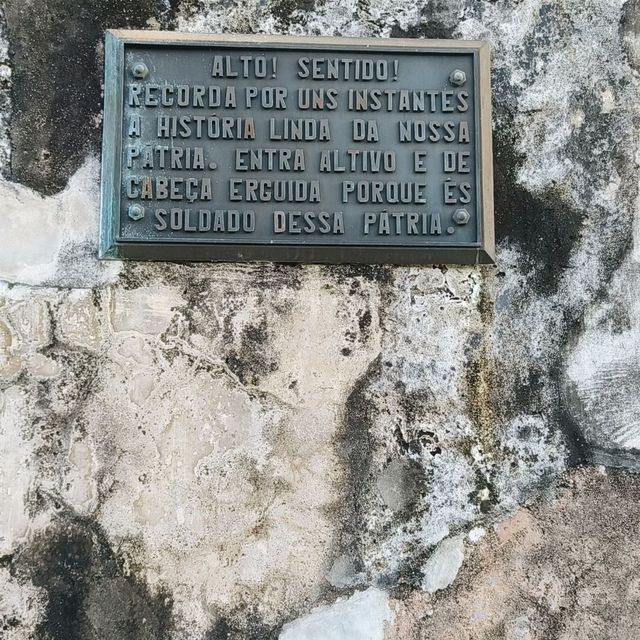 ALTO! SENTIDO!
RECORDA POR UNS INSTANTES
A HISTÓRIA LINDA DA NOSSA
PÁTRIA. ENTRA ALTIVO E DE
CABEÇA ERGUIDA PORQUE ÉS
SOLDADO DESSA PÁTRIA.